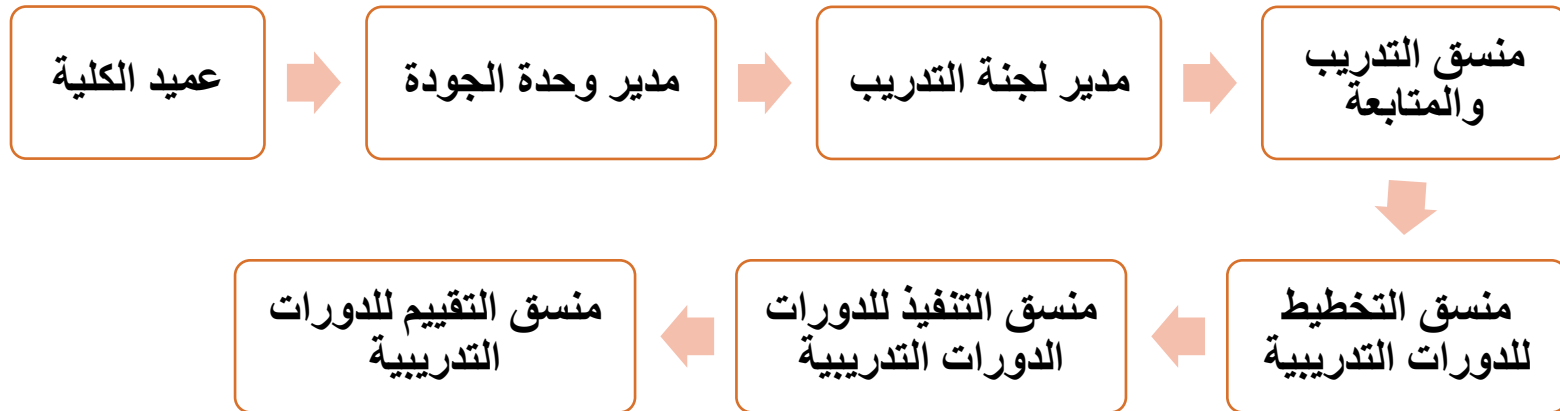 عميد الكلية
مدير وحدة الجودة
مدير لجنة التدريب
منسق التدريب
والمتابعة
منسق التخطيط
للدورات التدريبية
منسق التنفيذ للدورات
الدورات التدريبية
منسق التقييم للدورات
التدريبية